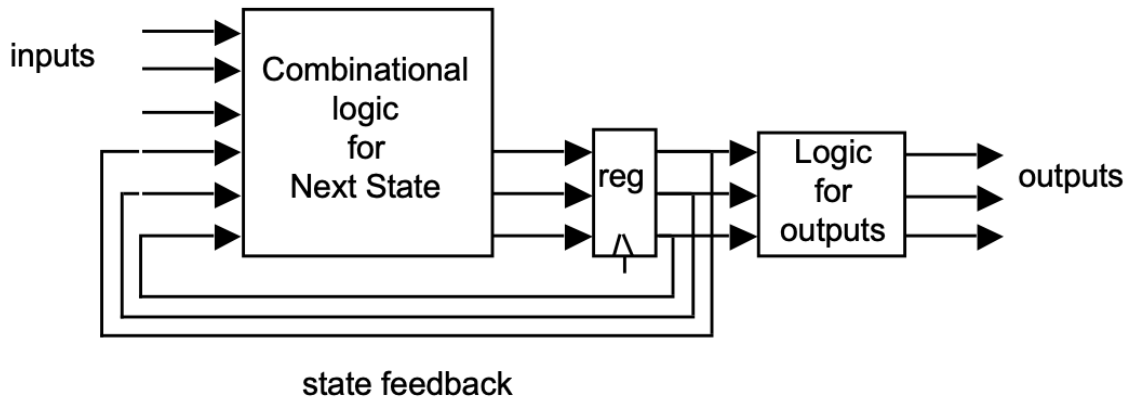 inputs
Combinational
logic
for
Next State
reg
Logic
for
outputs
outputs
state feedback